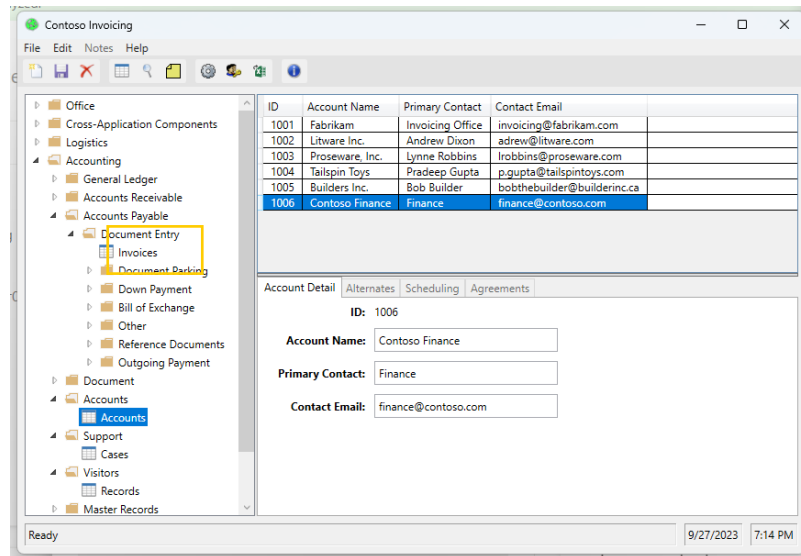 Contoso Invoicing
File Edit Notes Help
Office
Cross-Application Components
Logistics
Accounting
General Ledger
Accounts Receivable
Accounts Payable
Document Entry
Invoices
Document Parking
Down Payment
Bill of Exchange
Other
Reference Documents
Outgoing Payment
Document
Accounts
Accounts
Support
Cases
Visitors
Records
Master Records
ID Account Name Primary Contact Contact Email
1001 Fabrikam Invoicing Office invoicing@fabrikam.com
1002 Litware Inc. Andrew Dixon adrew@litware.com
1003 Proseware, Inc. Lynne Robbins lrobbins@proseware.com
1004 Tailspin Toys Pradeep Gupta p.gupta@tailspintoys.com
1005 Builders Inc. Bob Builder bobthebuilder@builderinc.ca
1006 Contoso Finance Finance finance@contoso.com
Account Detail Alternates Scheduling Agreements
ID: 1006
Account Name: Contoso Finance
Primary Contact: Finance
Contact Email: finance@contoso.com
Ready 9/27/2023 7:14 PM